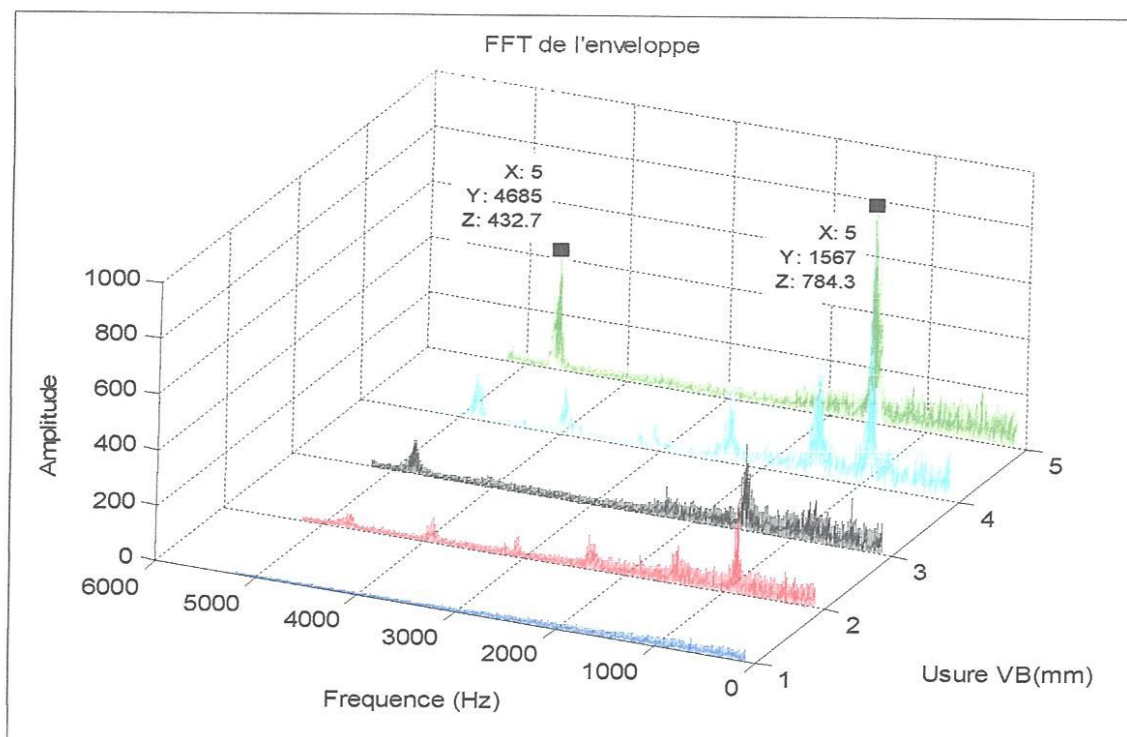 FFT de l'enveloppe
X: 5
Y: 4685
Z: 432.7
X: 5
Y: 1567
Z: 784.3
1000
800
600
400
200
0
Amplitude
6000
5000
4000
3000
2000
1000
0
Frequence (Hz)
1
2
3
4
5
Usure VB(mm)